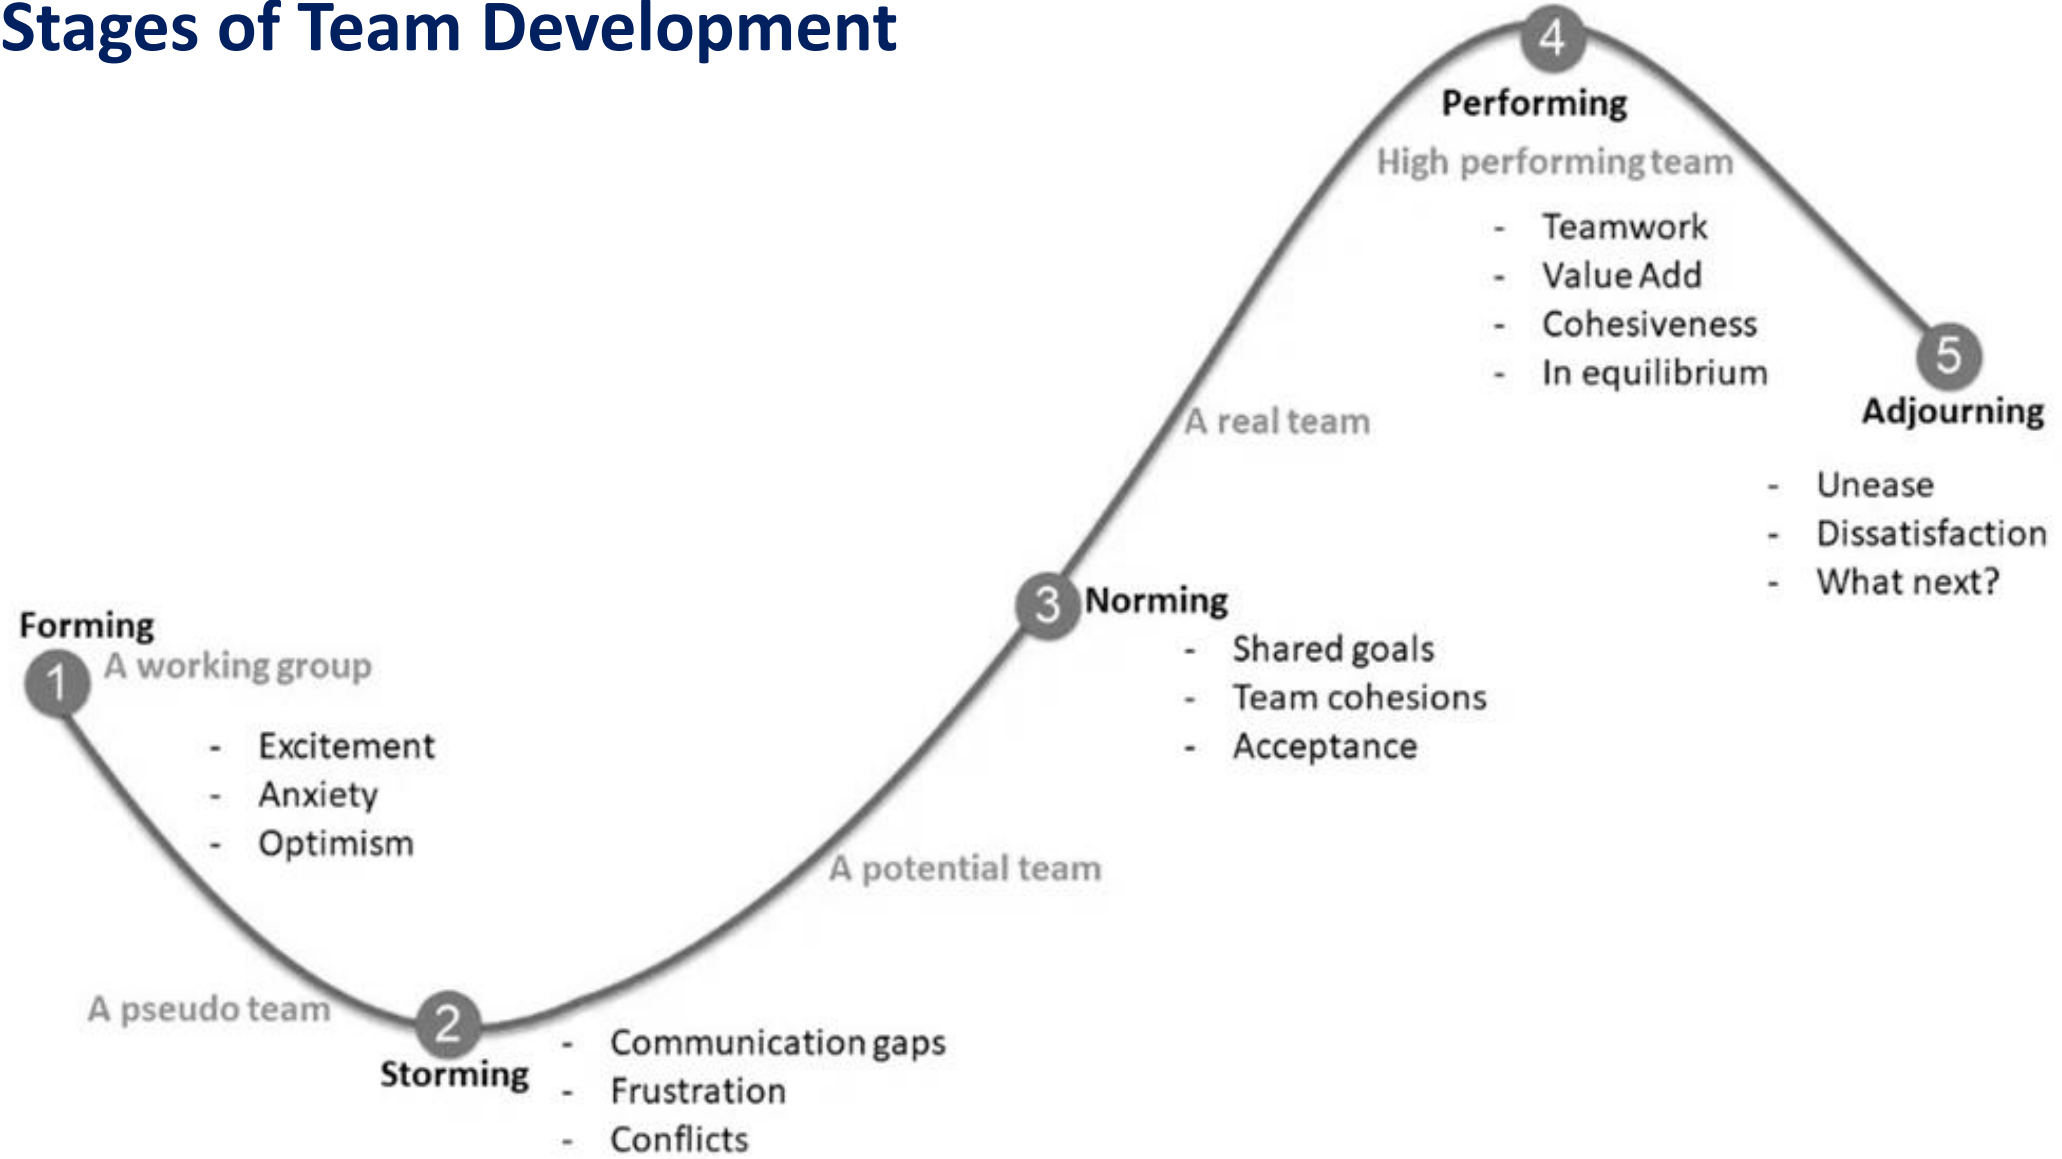 Stages of Team Development
Forming
1
A working group
- Excitement
- Anxiety
- Optimism
A pseudo team
2
Storming
- Communication gaps
- Frustration
- Conflicts
A potential team
3
Norming
- Shared goals
- Team cohesions
- Acceptance
A real team
4
Performing
High performing team
- Teamwork
- Value Add
- Cohesiveness
- In equilibrium
5
Adjourning
- Unease
- Dissatisfaction
- What next?